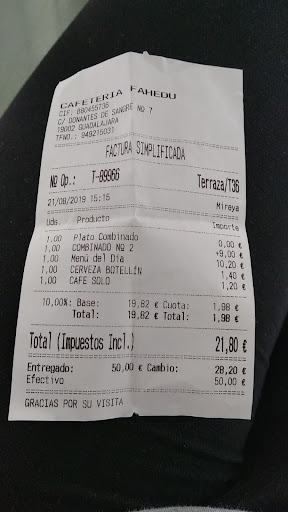 CAFETERIA FAHEDU
CIF: 080455736
C/ DONANTES DE SANGRE NO 7
19002 GUADALAJARA
TFNO.: 949215031
FACTURA SIMPLIFICADA
NO Op.: T-89966 Terraza/T36
21/08/2019 15:15 Mireya
Uds. Producto Importe
1,00 Plato Combinado 0,00 €
1,00 COMBINADO Nº 2 +9,00 €
1,00 Menú del Día 10,20 €
1,00 CERVEZA BOTELLÍN 1,40 €
1,00 CAFE SOLO 1,20 €
10,00%: Base: 19,82 € Cuota: 1,98 €
Total: 19,82 € Total: 1,98 €
Total (Impuestos Incl.) 21,80 €
Entregado: 50,00 € Cambio: 28,20 €
Efectivo 50,00 €
GRACIAS POR SU VISITA